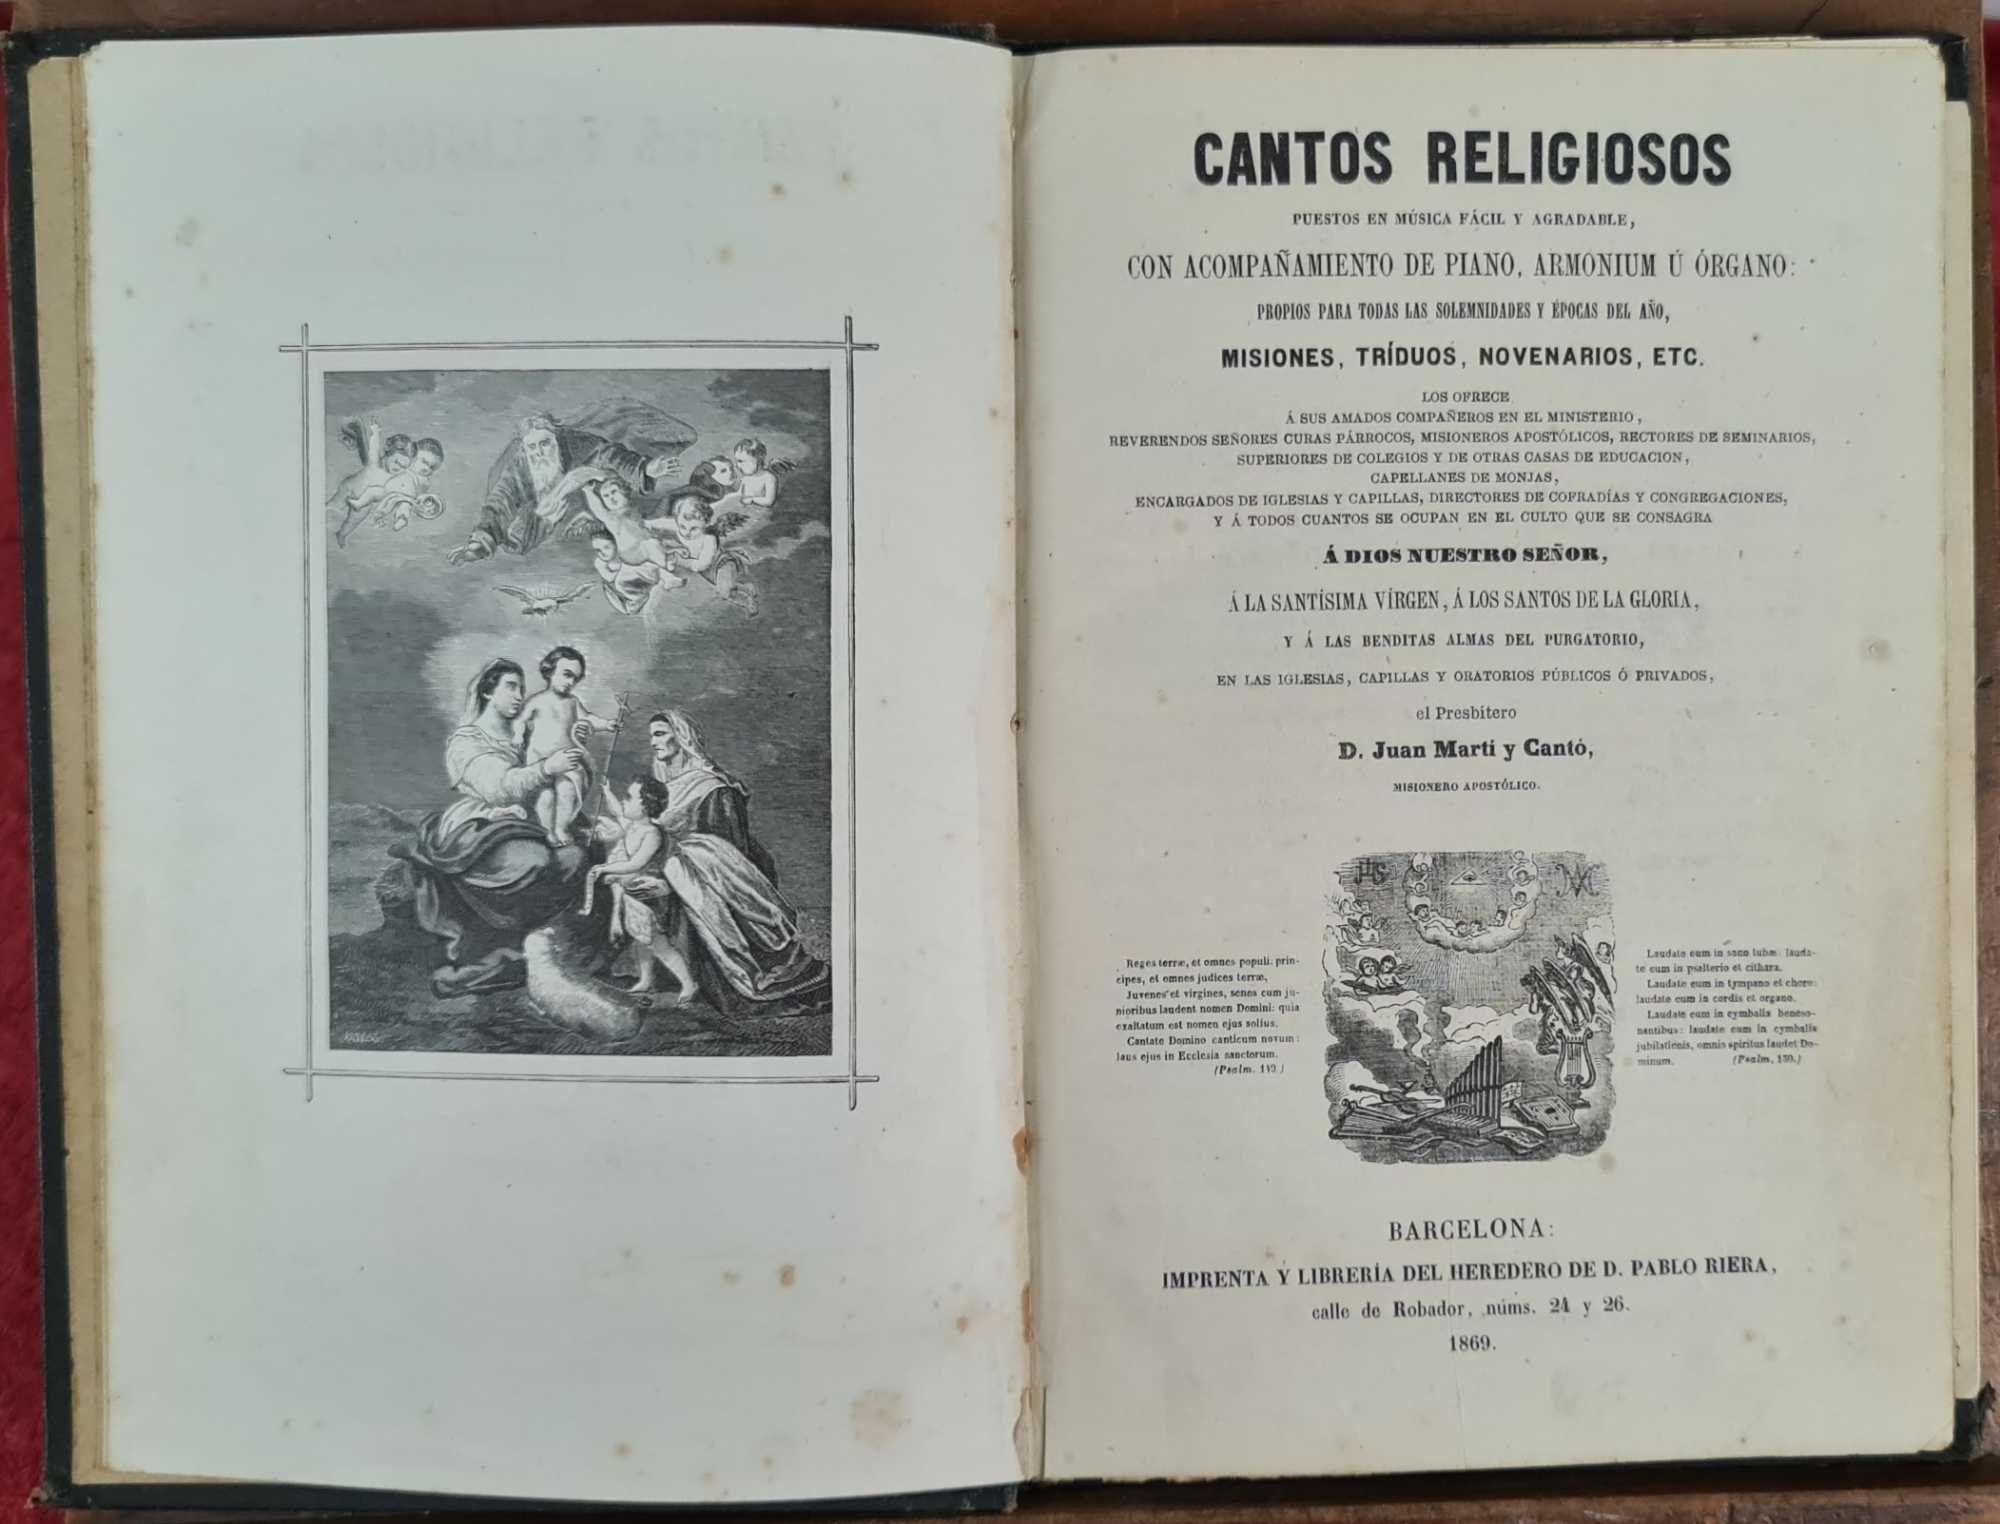 CANTOS RELIGIOSOS
PUESTOS EN MÚSICA FÁCIL Y AGRADABLE,
CON ACOMPAÑAMIENTO DE PIANO, ARMONIUM Ú ÓRGANO:
PROPIOS PARA TODAS LAS SOLEMNIDADES Y ÉPOCAS DEL AÑO,
MISIONES, TRÍDUOS, NOVENARIOS, ETC.
LOS OFRECE
Á SUS AMADOS COMPAÑEROS EN EL MINISTERIO,
REVERENDOS SEÑORES CURAS PÁRROCOS, MISIONEROS APOSTÓLICOS, RECTORES DE SEMINARIOS,
SUPERIORES DE COLEGIOS Y DE OTRAS CASAS DE EDUCACION,
CAPELLANES DE MONJAS,
ENCARGADOS DE IGLESIAS Y CAPILLAS, DIRECTORES DE COFRADÍAS Y CONGREGACIONES,
Y Á TODOS CUANTOS SE OCUPAN EN EL CULTO QUE SE CONSAGRA
Á DIOS NUESTRO SEÑOR,
Á LA SANTÍSIMA VÍRGEN, Á LOS SANTOS DE LA GLORIA,
Y Á LAS BENDITAS ALMAS DEL PURGATORIO,
EN LAS IGLESIAS, CAPILLAS Y ORATORIOS PÚBLICOS Ó PRIVADOS,
el Presbítero
D. Juan Martí y Cantó,
MISIONERO APOSTÓLICO.
Reges terræ, et omnes populi: prin-
cipes, et omnes judices terræ,
Juvenes et virgines, senes cum ju-
nioribus laudent nomen Domini: quia
exaltatum est nomen ejus solius.
Cantate Domino canticum novum:
laus ejus in Ecclesia sanctorum.
(Psalm. 149.)
Laudate eum in sono tubæ: lauda-
te eum in psalterio et cithara.
Laudate eum in tympano et choro:
laudate eum in cordis et organo.
Laudate eum in cymbalis beneso-
nantibus: laudate eum in cymbalis
jubilationis, omnis spiritus laudet Do-
minum. (Psalm. 150.)
BARCELONA:
IMPRENTA Y LIBRERÍA DEL HEREDERO DE D. PABLO RIERA,
calle de Robador, núms. 24 y 26.
1869.